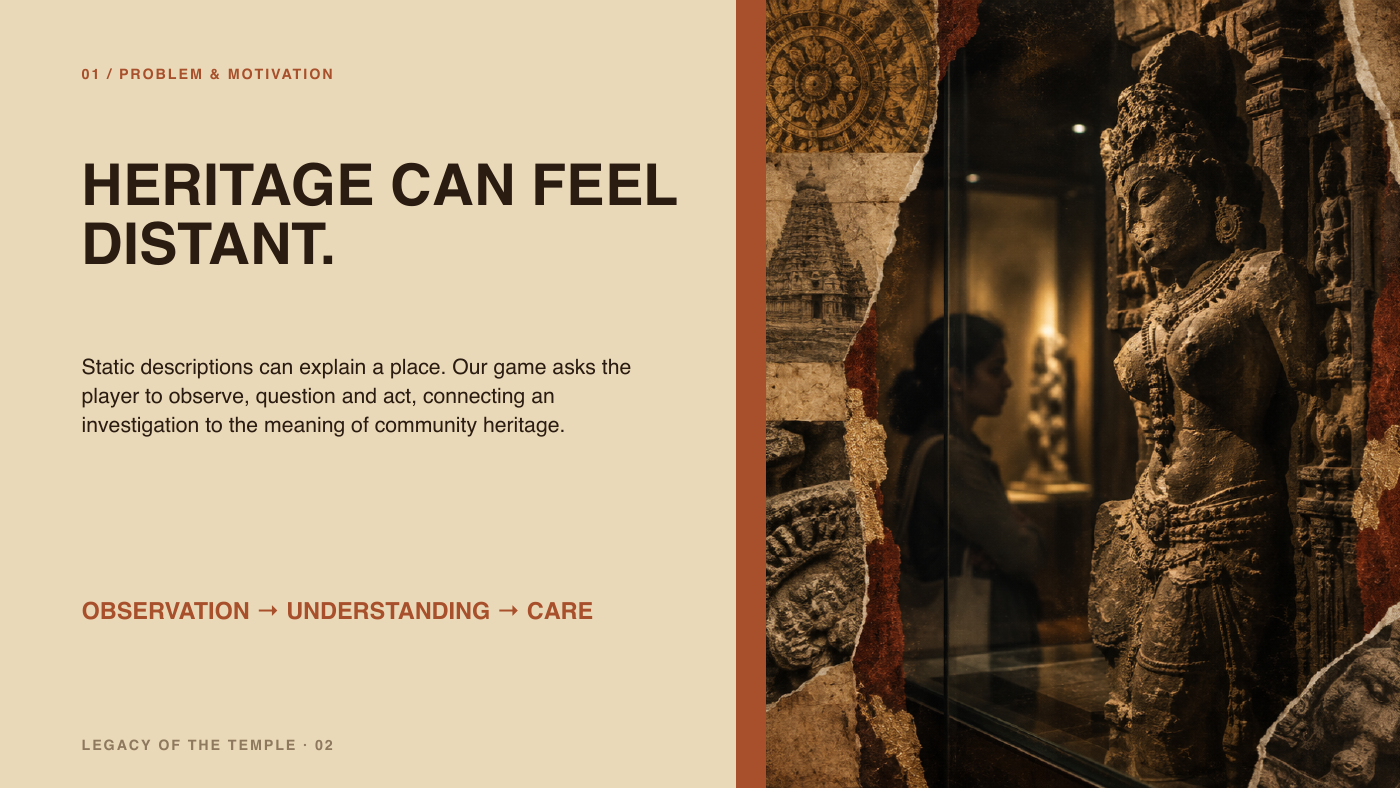 01 / PROBLEM & MOTIVATION
HERITAGE CAN FEEL
DISTANT.
Static descriptions can explain a place. Our game asks the
player to observe, question and act, connecting an
investigation to the meaning of community heritage.
OBSERVATION → UNDERSTANDING → CARE
LEGACY OF THE TEMPLE · 02